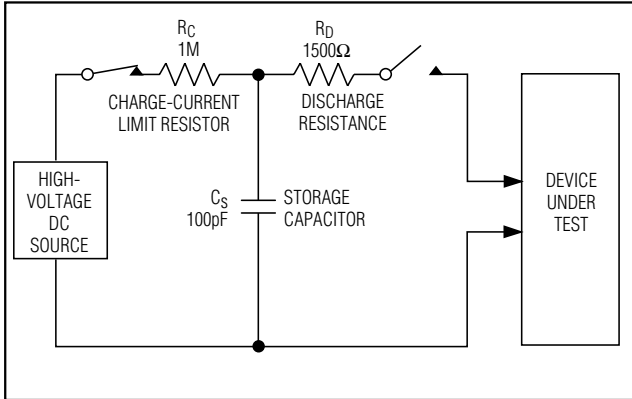 R_C
1M
CHARGE-CURRENT
LIMIT RESISTOR
R_D
1500Ω
DISCHARGE
RESISTANCE
HIGH-
VOLTAGE
DC
SOURCE
C_S
100pF
STORAGE
CAPACITOR
DEVICE
UNDER
TEST